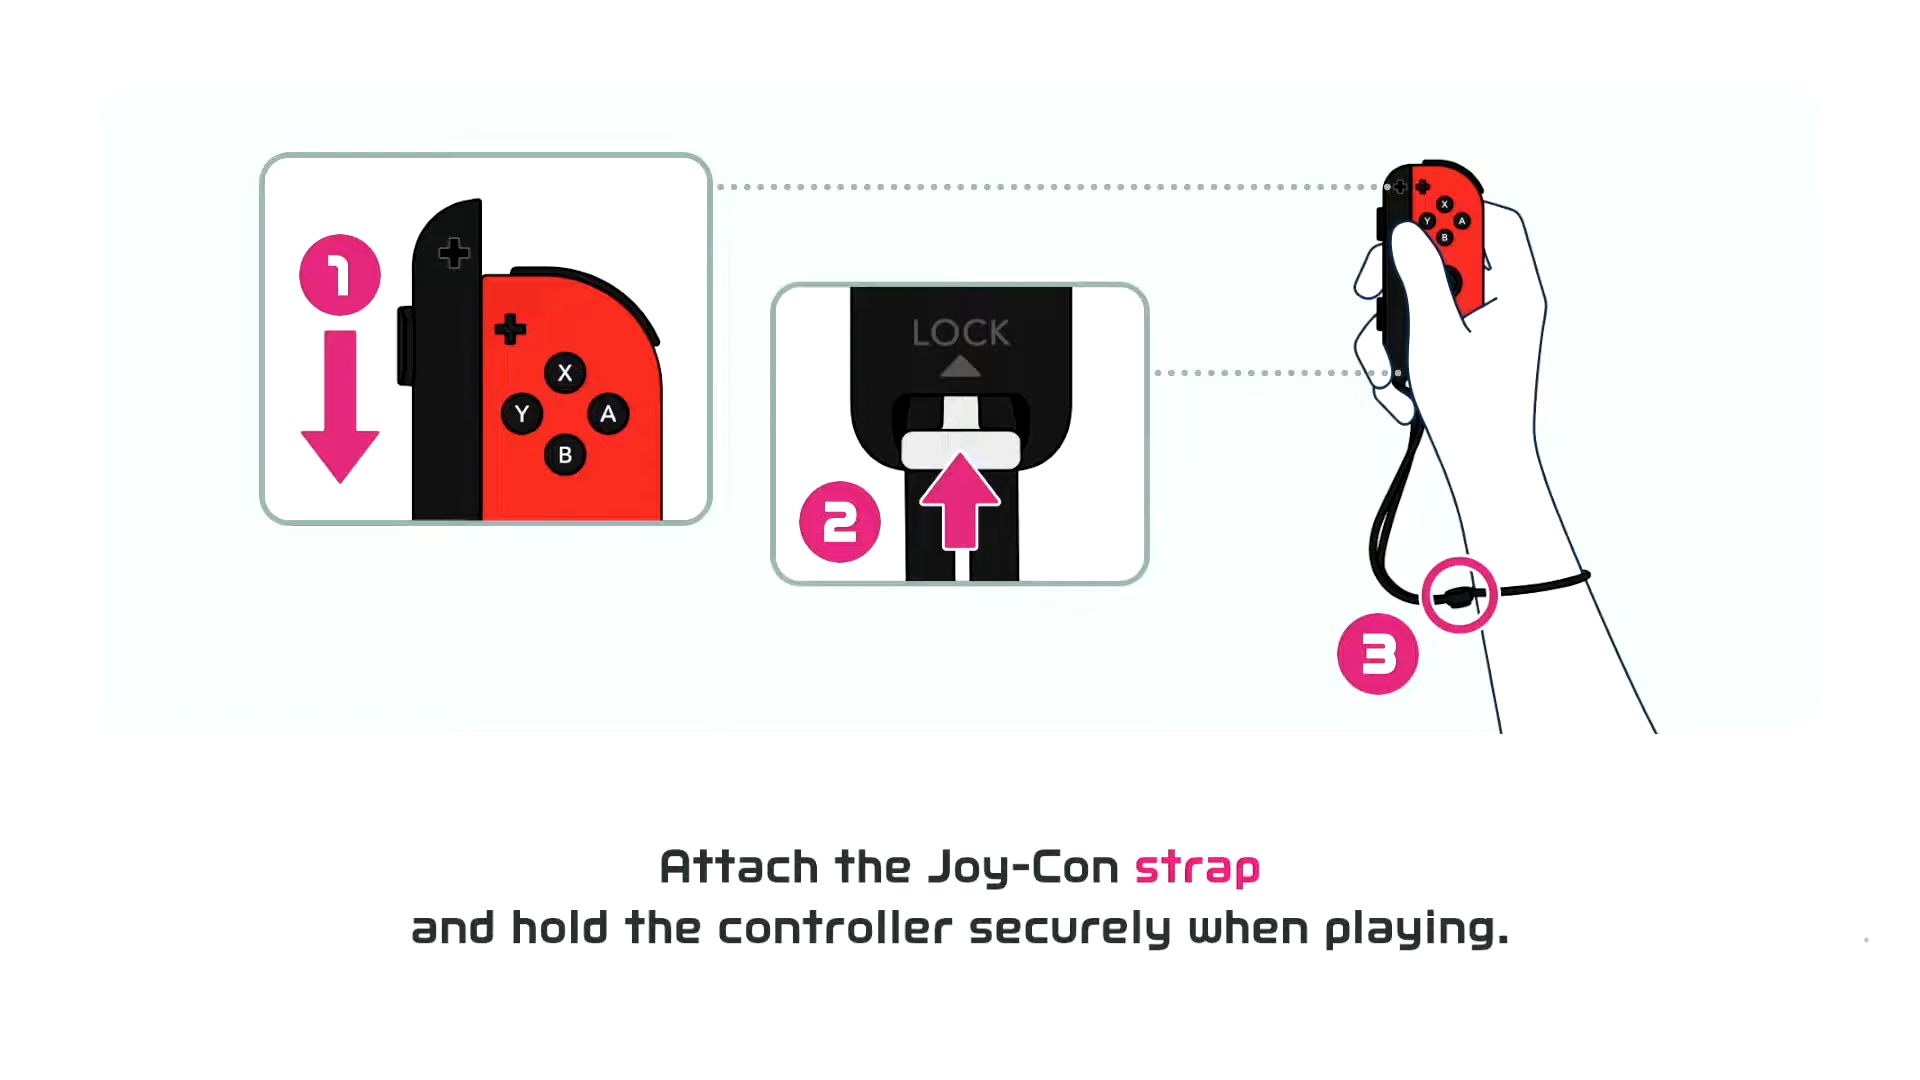 1
X
Y
A
B
LOCK
2
X
Y
A
B
3
Attach the Joy-Con strap
and hold the controller securely when playing.